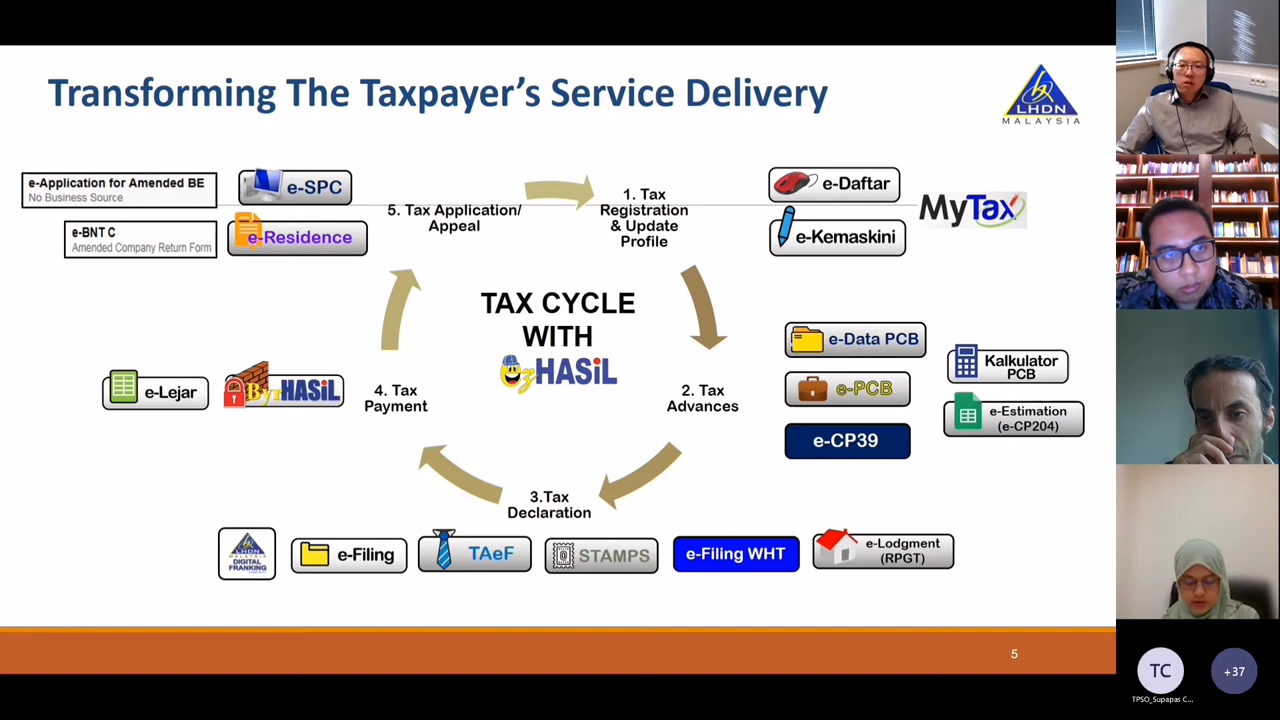 Transforming The Taxpayer's Service Delivery
LHDN
MALAYSIA
e-Application for Amended BE
No Business Source
e-SPC
e-BNT C
Amended Company Return Form
e-Residence
5. Tax Application/
Appeal
1. Tax
Registration
& Update
Profile
e-Daftar
e-Kemaskini
MyTax
TAX CYCLE
WITH
ezHASiL
e-Data PCB
e-PCB
e-CP39
Kalkulator
PCB
e-Estimation
(e-CP204)
2. Tax
Advances
e-Lejar
ByrHASiL
4. Tax
Payment
3.Tax
Declaration
LHDN
MALAYSIA
DIGITAL
FRANKING
e-Filing
TAeF
STAMPS
e-Filing WHT
e-Lodgment
(RPGT)
5
TC
TPSO_Supapas C...
+37